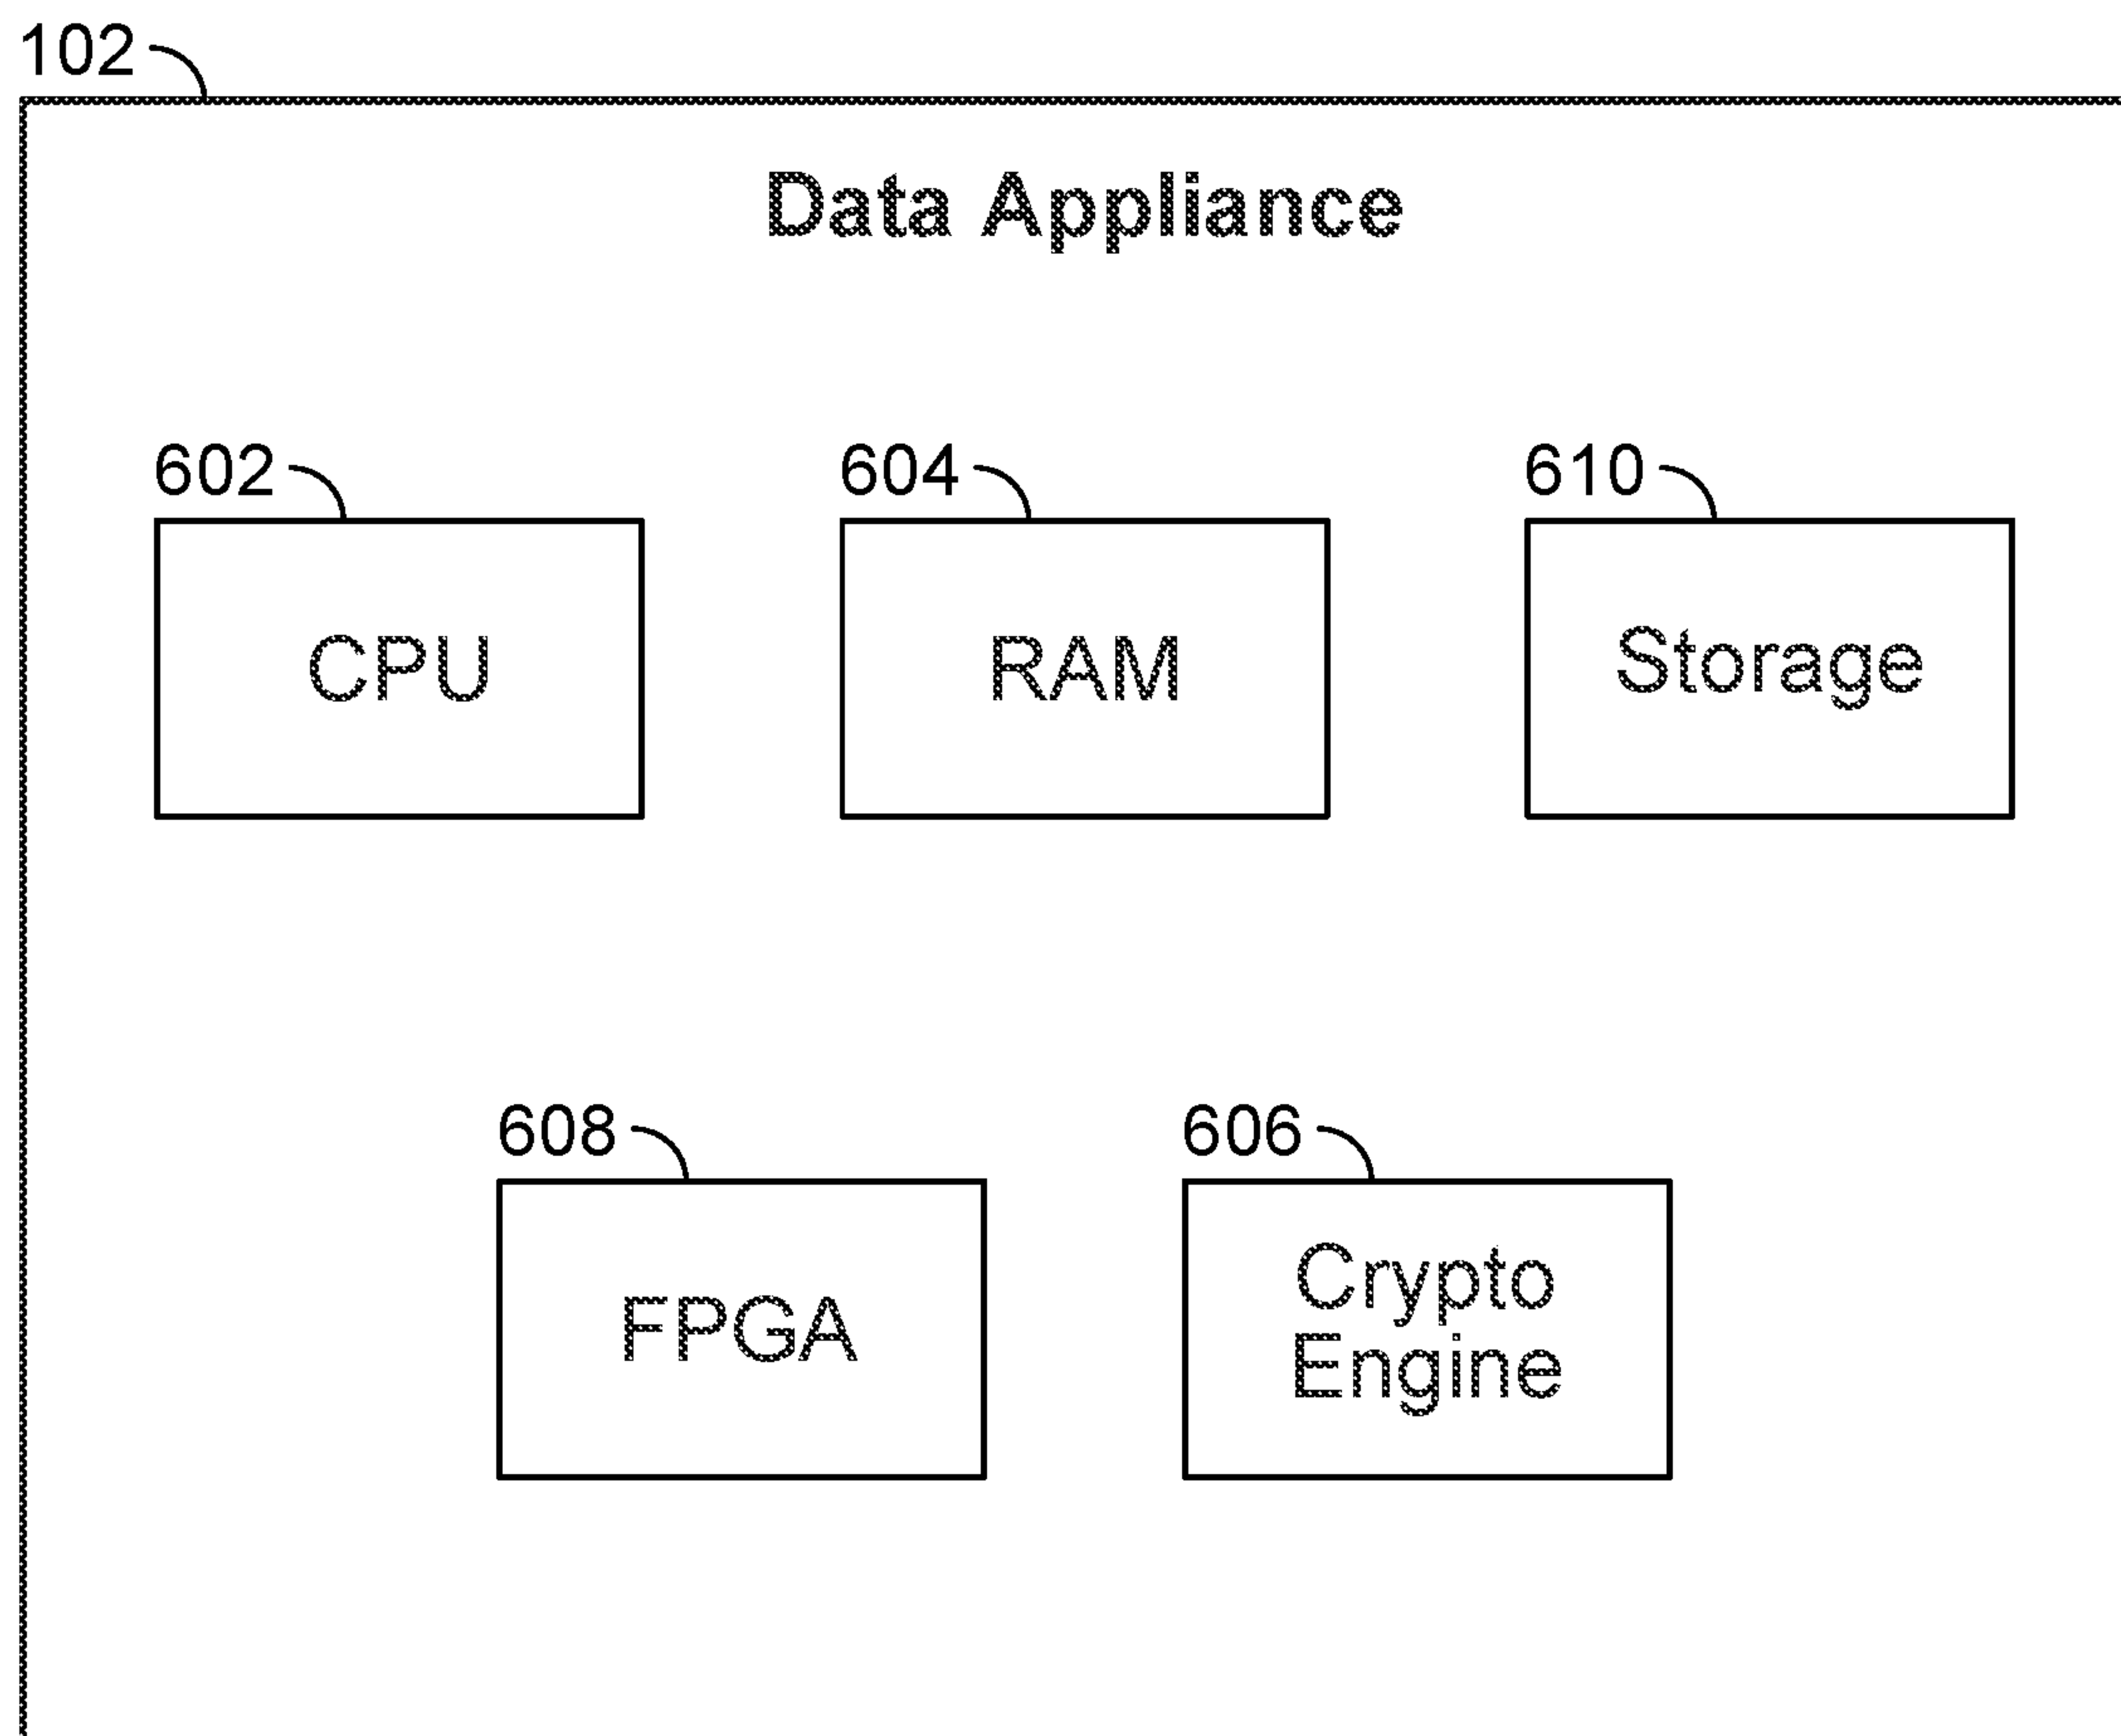 102
Data Appliance
602
604
610
CPU
RAM
Storage
608
606
FPGA
Crypto
Engine